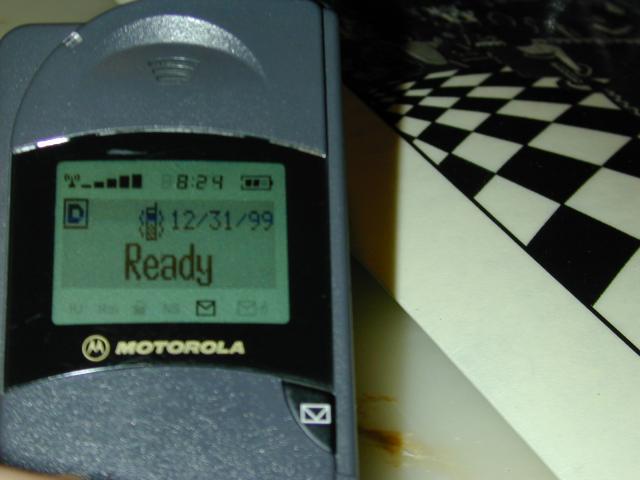 8:24
D 12/31/99
Ready
MOTOROLA